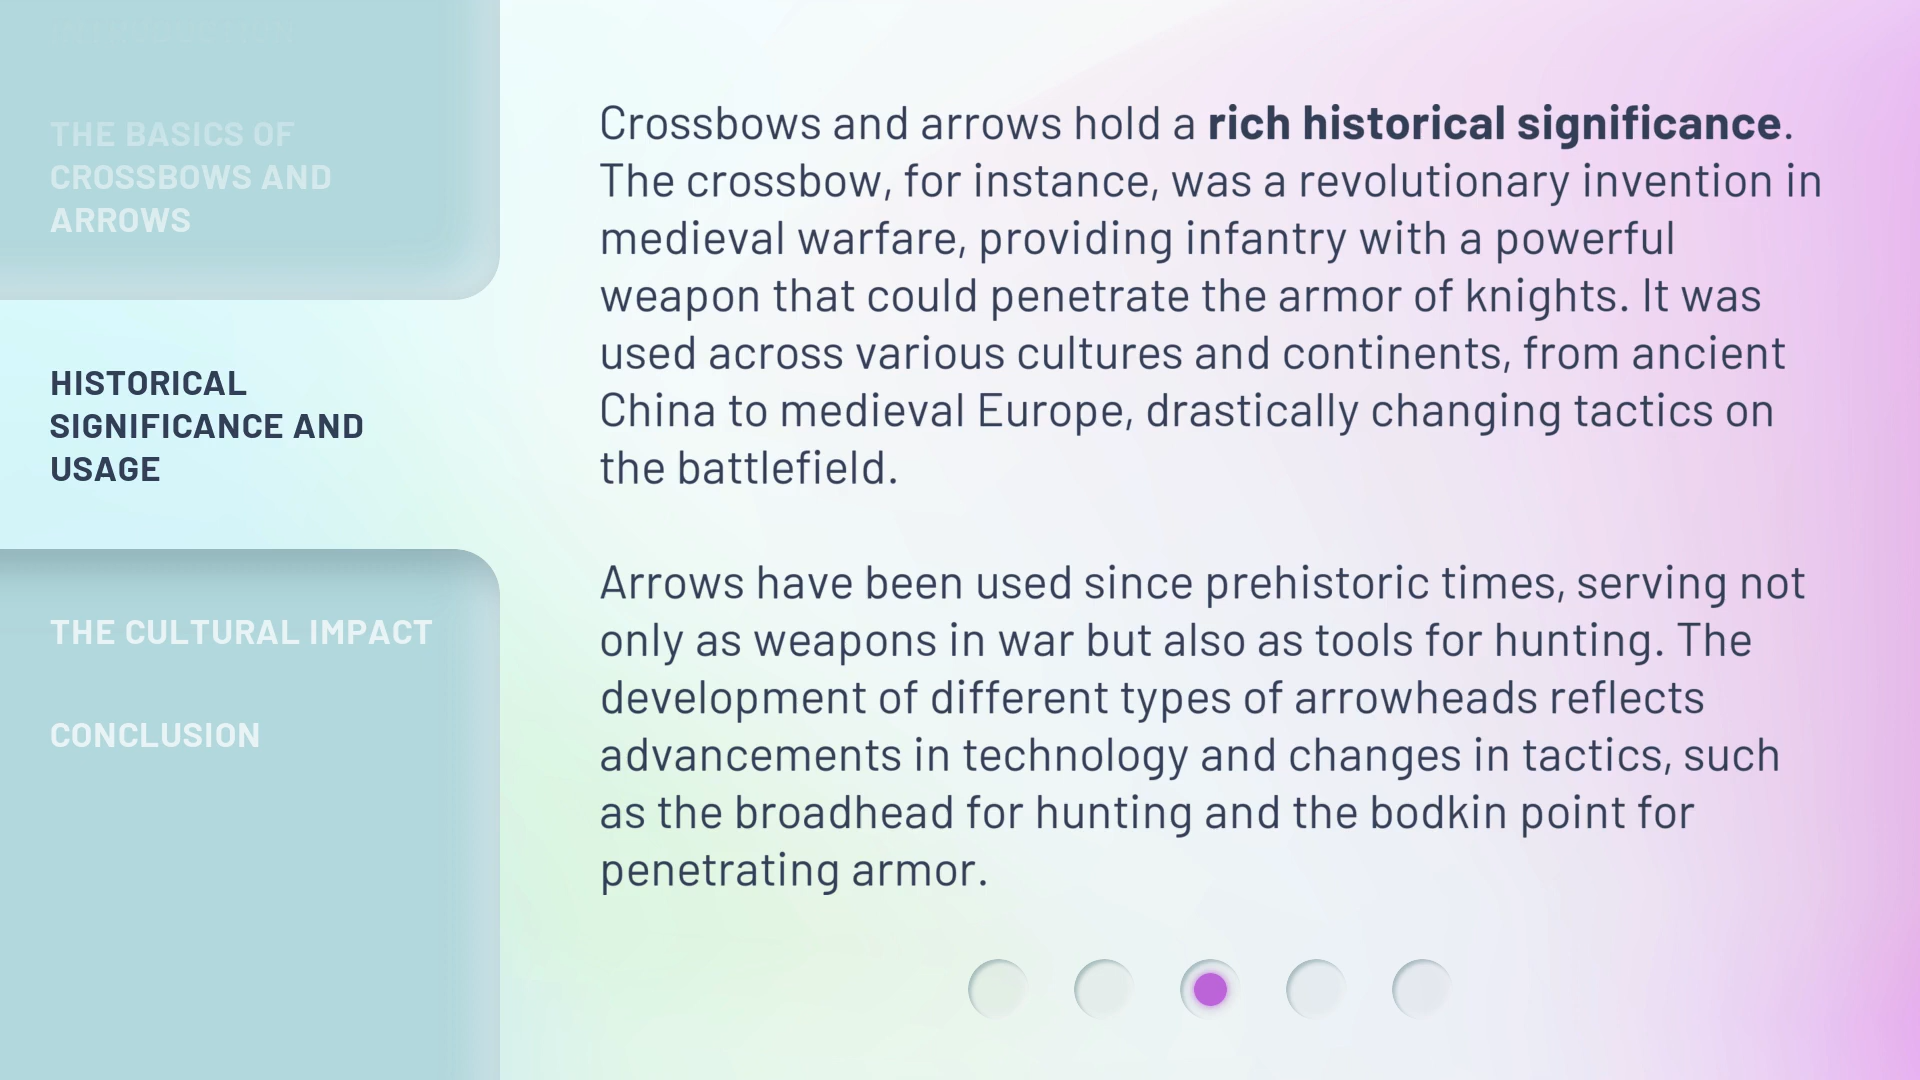 INTRODUCTION
THE BASICS OF
CROSSBOWS AND
ARROWS
HISTORICAL
SIGNIFICANCE AND
USAGE
THE CULTURAL IMPACT
CONCLUSION
Crossbows and arrows hold a rich historical significance.
The crossbow, for instance, was a revolutionary invention in
medieval warfare, providing infantry with a powerful
weapon that could penetrate the armor of knights. It was
used across various cultures and continents, from ancient
China to medieval Europe, drastically changing tactics on
the battlefield.
Arrows have been used since prehistoric times, serving not
only as weapons in war but also as tools for hunting. The
development of different types of arrowheads reflects
advancements in technology and changes in tactics, such
as the broadhead for hunting and the bodkin point for
penetrating armor.